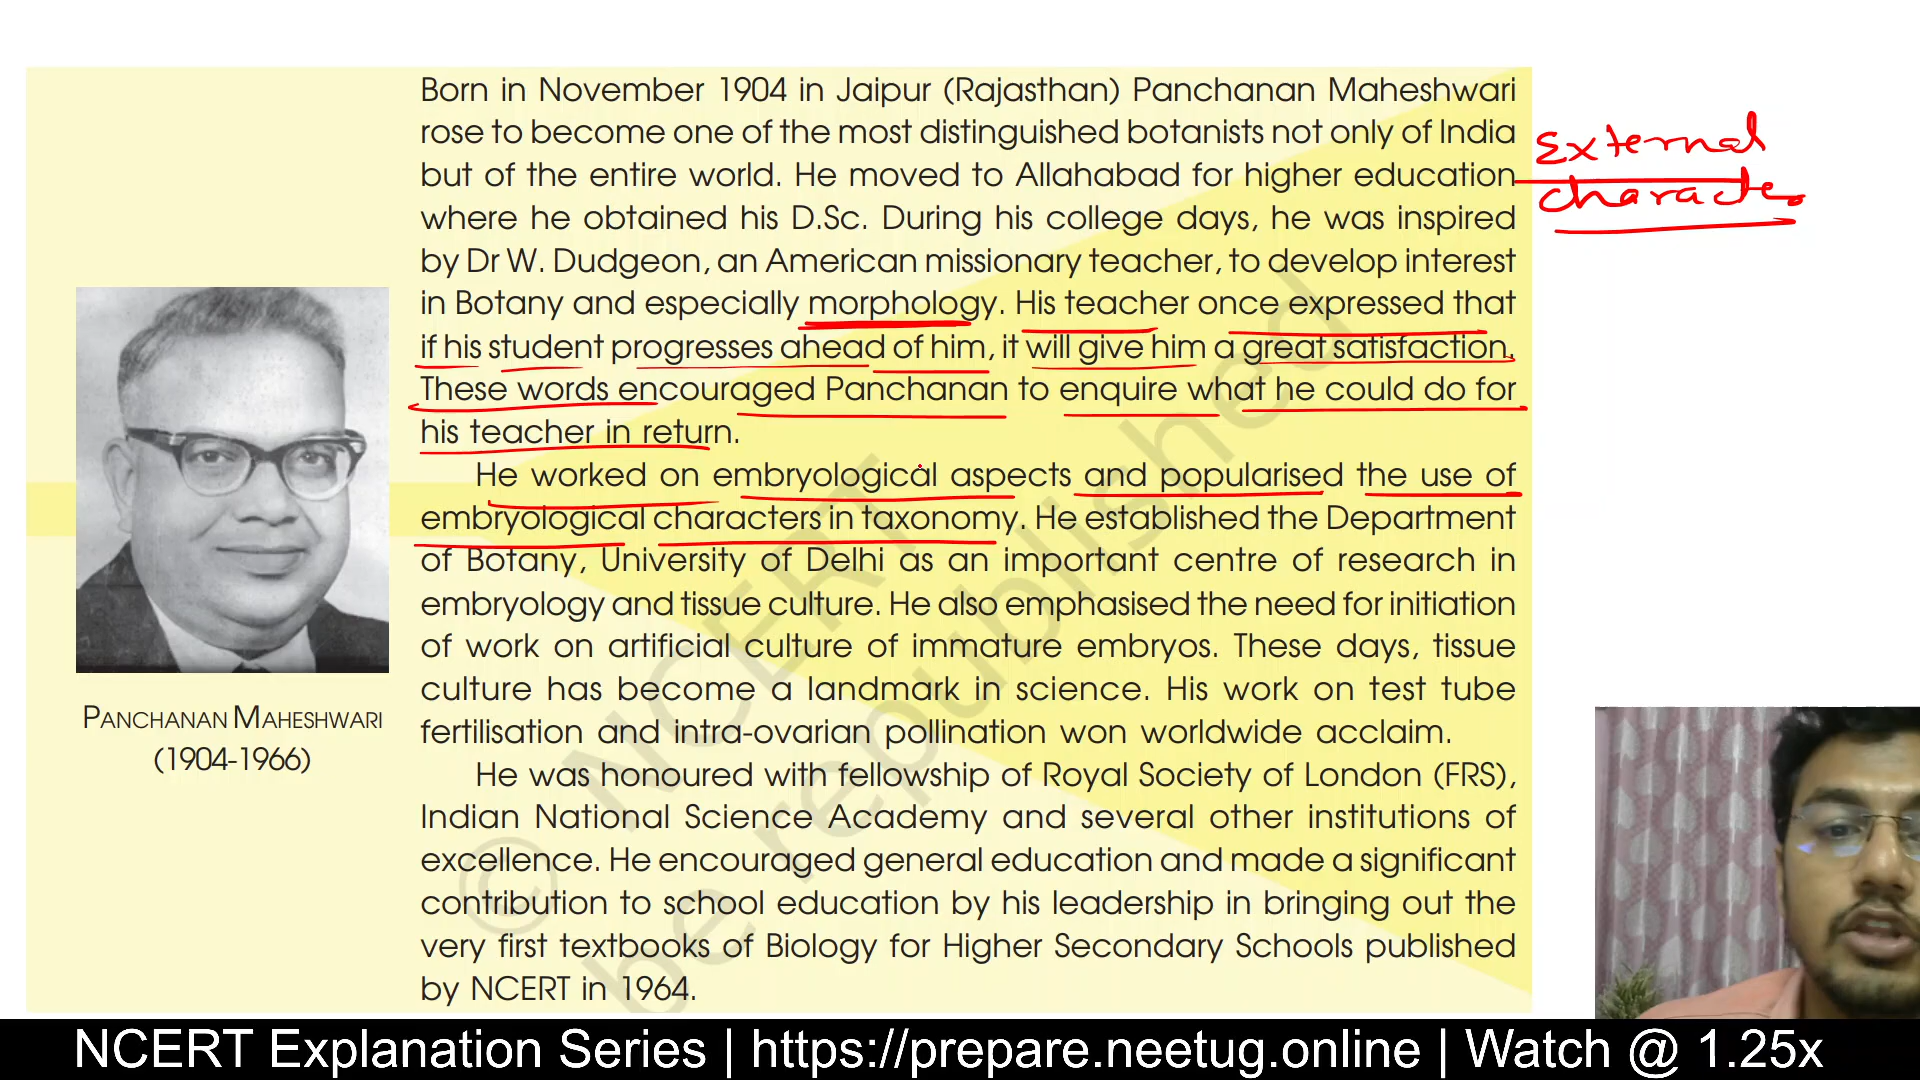 Born in November 1904 in Jaipur (Rajasthan) Panchanan Maheshwari
rose to become one of the most distinguished botanists not only of India
but of the entire world. He moved to Allahabad for higher education
where he obtained his D.Sc. During his college days, he was inspired
by Dr W. Dudgeon, an American missionary teacher, to develop interest
in Botany and especially morphology. His teacher once expressed that
if his student progresses ahead of him, it will give him a great satisfaction.
These words encouraged Panchanan to enquire what he could do for
his teacher in return.
He worked on embryological aspects and popularised the use of
embryological characters in taxonomy. He established the Department
of Botany, University of Delhi as an important centre of research in
embryology and tissue culture. He also emphasised the need for initiation
of work on artificial culture of immature embryos. These days, tissue
culture has become a landmark in science. His work on test tube
fertilisation and intra-ovarian pollination won worldwide acclaim.
He was honoured with fellowship of Royal Society of London (FRS),
Indian National Science Academy and several other institutions of
excellence. He encouraged general education and made a significant
contribution to school education by his leadership in bringing out the
very first textbooks of Biology for Higher Secondary Schools published
by NCERT in 1964.
External
character
PANCHANAN MAHESHWARI
(1904-1966)
© NCERT
be republished
NCERT Explanation Series | https://prepare.neetug.online | Watch @ 1.25x